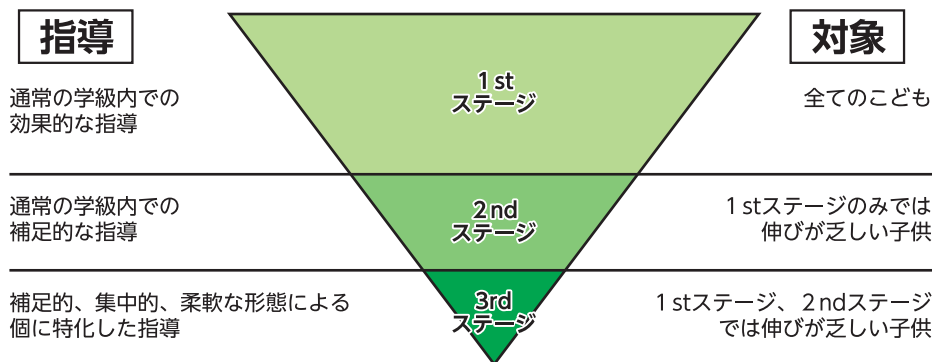 指導
対象
通常の学級内での
効果的な指導
1st
ステージ
全てのこども
通常の学級内での
補足的な指導
2nd
ステージ
1stステージのみでは
伸びが乏しい子供
補足的、集中的、柔軟な形態による
個に特化した指導
3rd
ステージ
1stステージ、2ndステージ
では伸びが乏しい子供